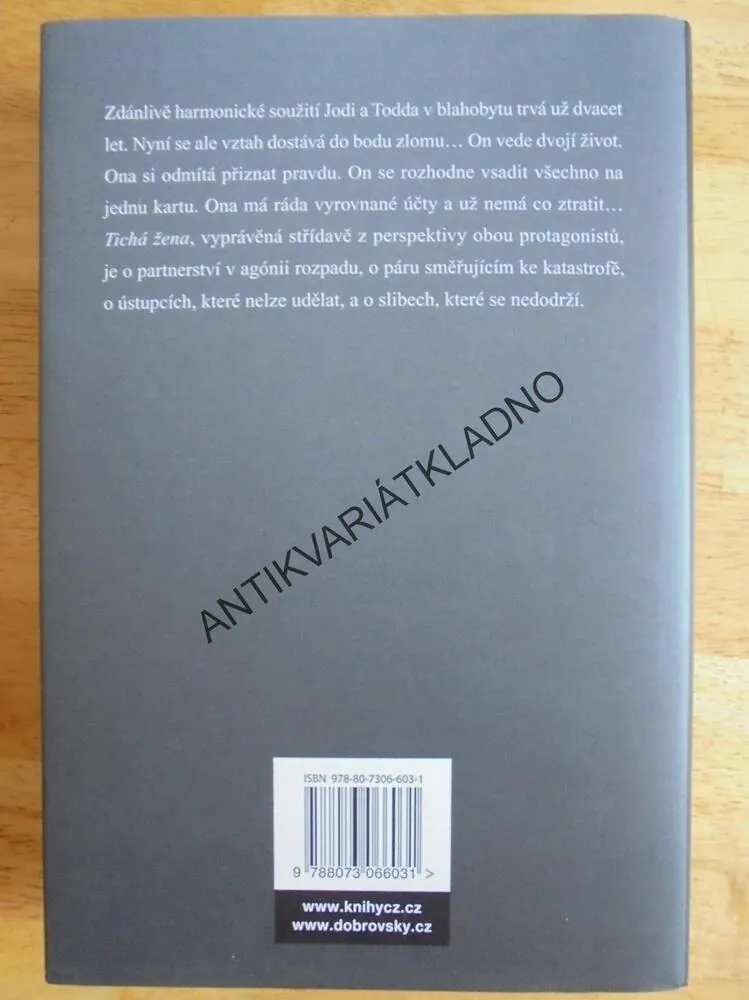 Zdánlivě harmonické soužití Jodi a Todda v blahobytu trvá už dvacet
let. Nyní se ale vztah dostává do bodu zlomu… On vede dvojí život.
Ona si odmítá přiznat pravdu. On se rozhodne vsadit všechno na
jednu kartu. Ona má ráda vyrovnané účty a už nemá co ztratit…
Tichá žena, vyprávěná střídavě z perspektivy obou protagonistů,
je o partnerství v agónii rozpadu, o páru směřujícím ke katastrofě,
o ústupcích, které nelze udělat, a o slibech, které se nedodrží.
ANTIKVARIÁTKLADNO
ISBN 978-80-7306-603-1
9 788073 066031 >
www.knihycz.cz
www.dobrovsky.cz